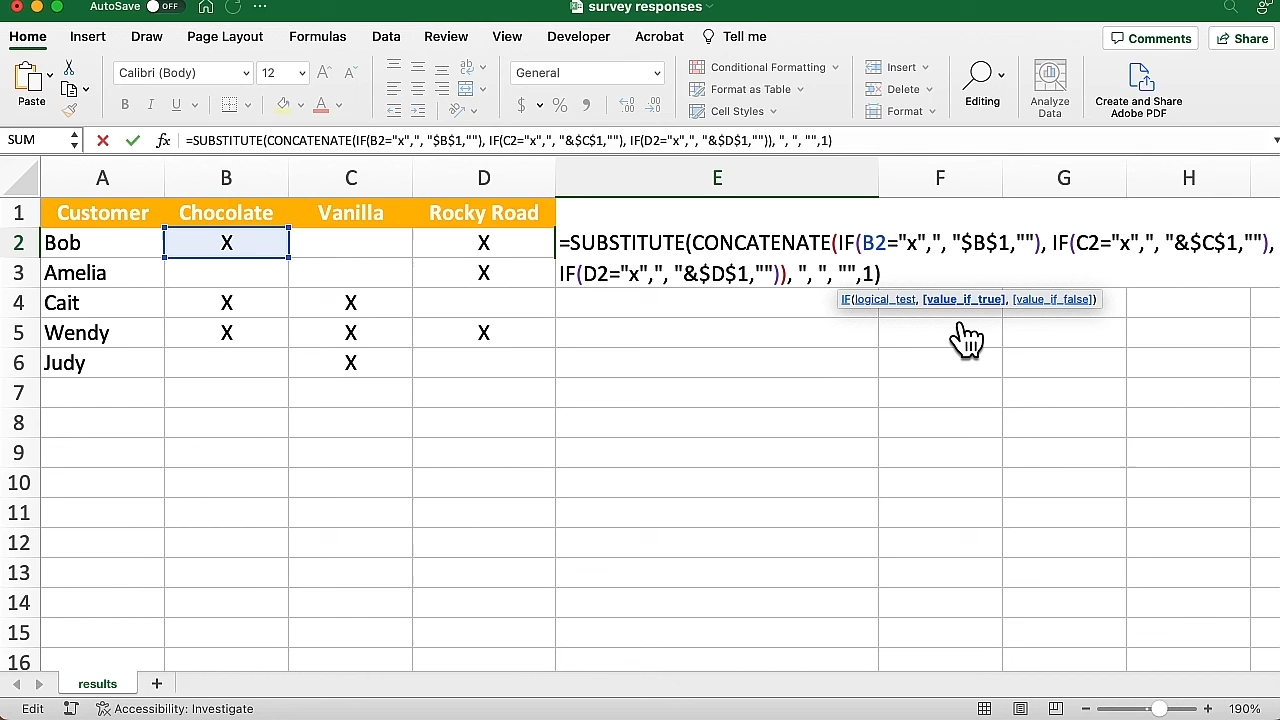 AutoSave OFF ... survey responses
Home Insert Draw Page Layout Formulas Data Review View Developer Acrobat Tell me Comments Share
Paste Calibri (Body) 12 A A ab General Conditional Formatting Insert Editing Analyze Data Create and Share Adobe PDF
B I U A $ % Format as Table Delete
Cell Styles Format
SUM fx =SUBSTITUTE(CONCATENATE(IF(B2="x",", "$B$1,""), IF(C2="x",", "&$C$1,""), IF(D2="x",", "&$D$1,"")), ", ", "",1)
A B C D E F G H
1 Customer Chocolate Vanilla Rocky Road
2 Bob X X =SUBSTITUTE(CONCATENATE(IF(B2="x",", "$B$1,""), IF(C2="x",", "&$C$1,""),
3 Amelia X IF(D2="x",", "&$D$1,"")), ", ", "",1)
IF(logical_test, [value_if_true], [value_if_false])
4 Cait X X
5 Wendy X X X
6 Judy X
7
8
9
10
11
12
13
14
15
16
results +
Edit Accessibility: Investigate 190%